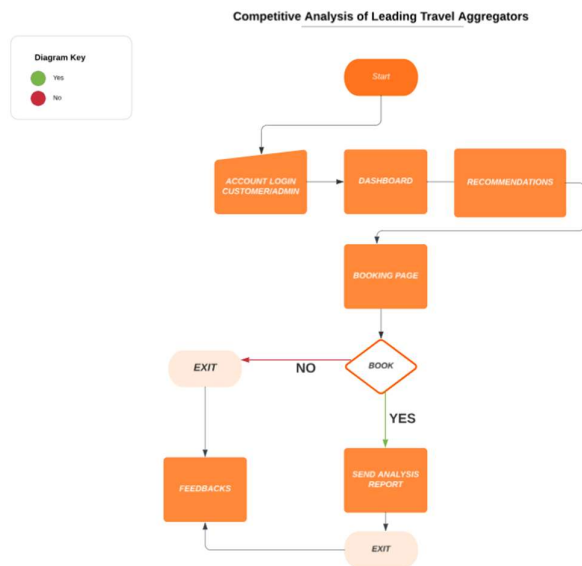 Competitive Analysis of Leading Travel Aggregators
Diagram Key
Yes
No
Start
ACCOUNT LOGIN
CUSTOMER/ADMIN
DASHBOARD
RECOMMENDATIONS
BOOKING PAGE
BOOK
NO
EXIT
YES
SEND ANALYSIS
REPORT
FEEDBACKS
EXIT